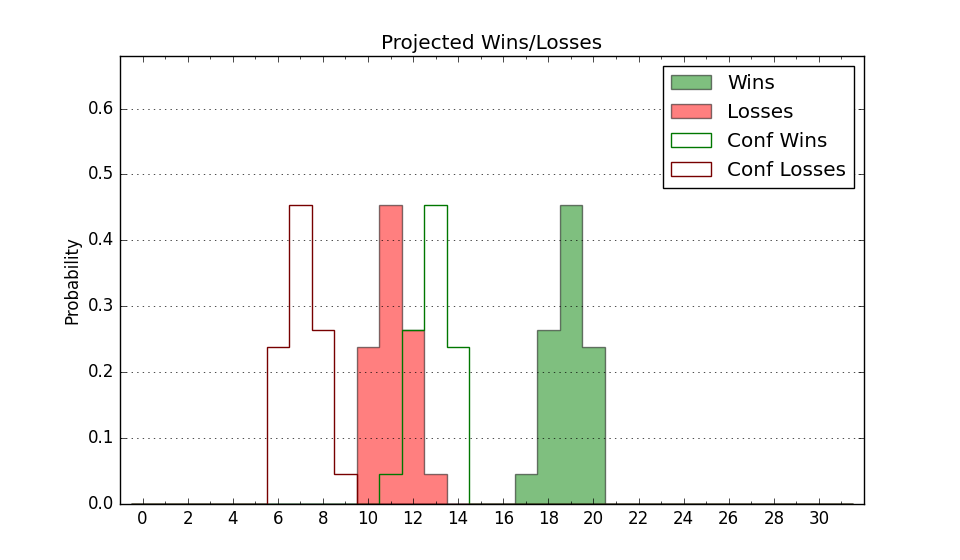 Projected Wins/Losses
Wins
Losses
Conf Wins
Conf Losses
Probability
0.6
0.5
0.4
0.3
0.2
0.1
0.0
0 2 4 6 8 10 12 14 16 18 20 22 24 26 28 30